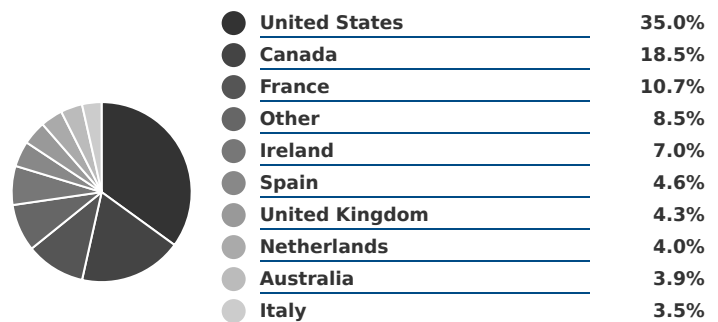 United States 35.0%
Canada 18.5%
France 10.7%
Other 8.5%
Ireland 7.0%
Spain 4.6%
United Kingdom 4.3%
Netherlands 4.0%
Australia 3.9%
Italy 3.5%